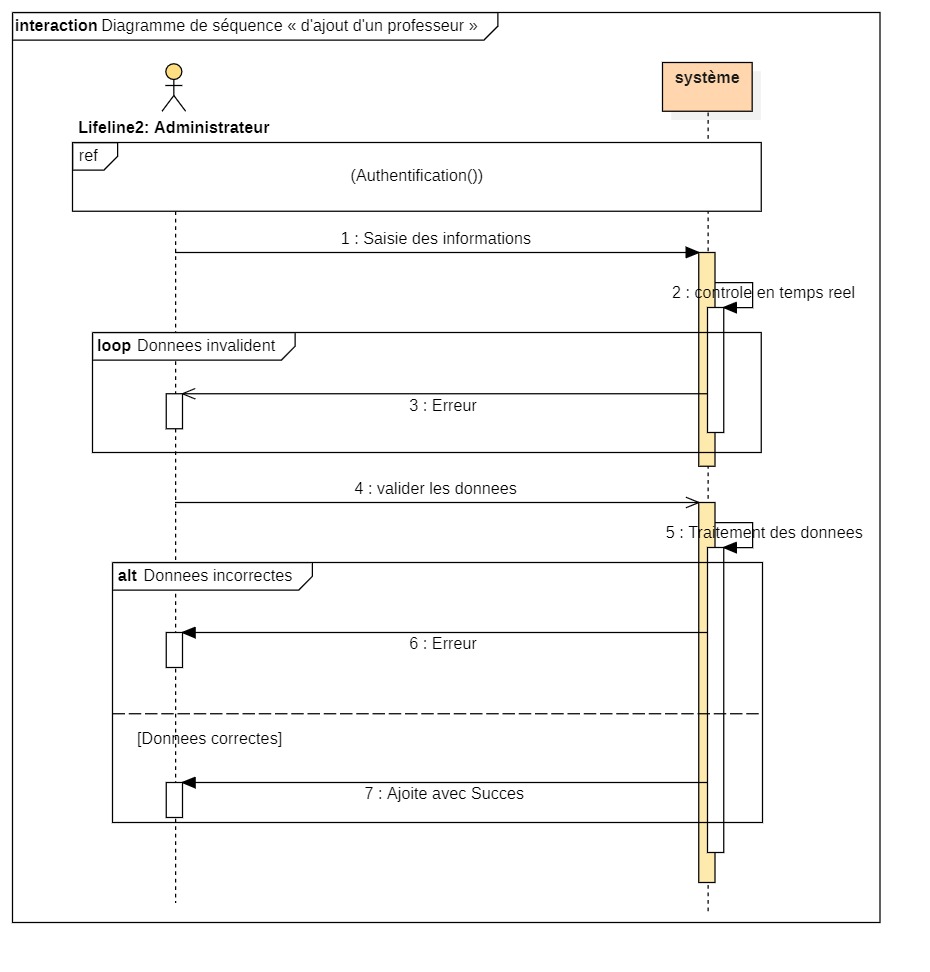 interaction Diagramme de séquence « d'ajout d'un professeur »
système
Lifeline2: Administrateur
ref
(Authentification())
1 : Saisie des informations
2 : controle en temps reel
loop Donnees invalident
3 : Erreur
4 : valider les donnees
5 : Traitement des donnees
alt Donnees incorrectes
6 : Erreur
[Donnees correctes]
7 : Ajoite avec Succes